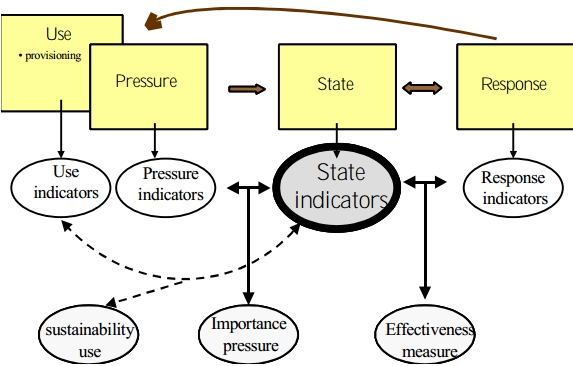 Use
• provisioning
Pressure
State
Response
Use
indicators
Pressure
indicators
State
indicators
Response
indicators
sustainability
use
Importance
pressure
Effectiveness
measure